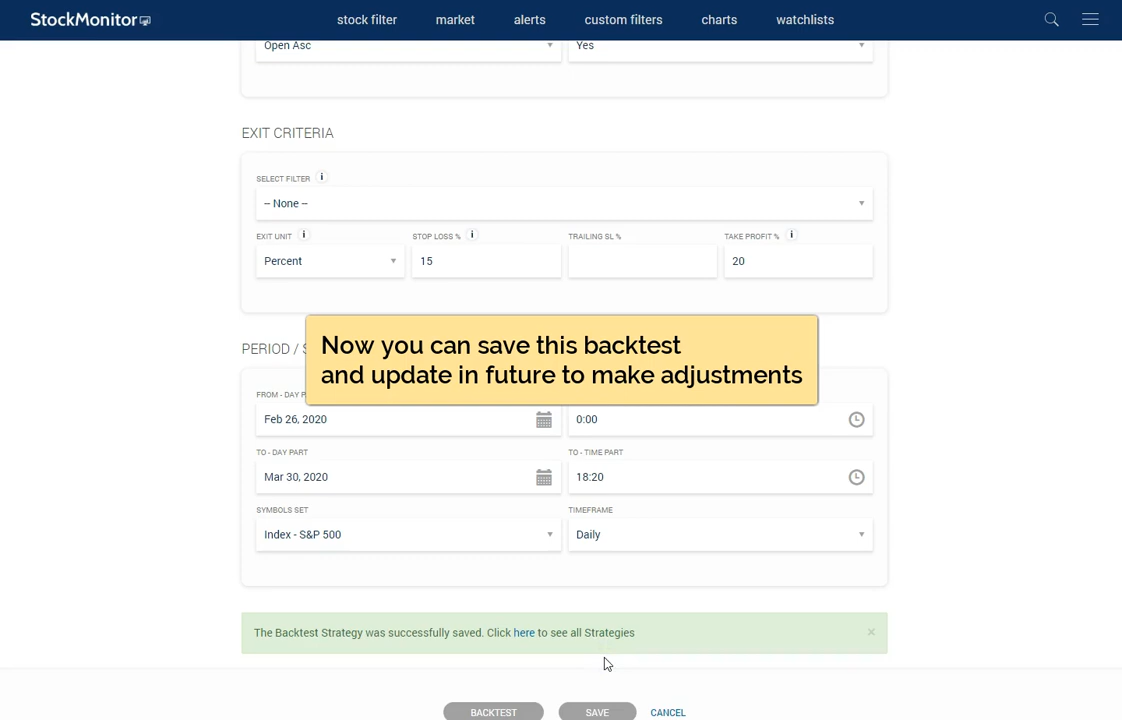 StockMonitor
stock filter
market
alerts
custom filters
charts
watchlists
Open Asc
Yes
EXIT CRITERIA
SELECT FILTER i
-- None --
EXIT UNIT i
STOP LOSS % i
TRAILING SL %
TAKE PROFIT % i
Percent
15
20
PERIOD / S
Now you can save this backtest
and update in future to make adjustments
FROM - DAY P
Feb 26, 2020
0:00
TO - DAY PART
TO - TIME PART
Mar 30, 2020
18:20
SYMBOLS SET
TIMEFRAME
Index - S&P 500
Daily
The Backtest Strategy was successfully saved. Click here to see all Strategies ×
BACKTEST
SAVE
CANCEL